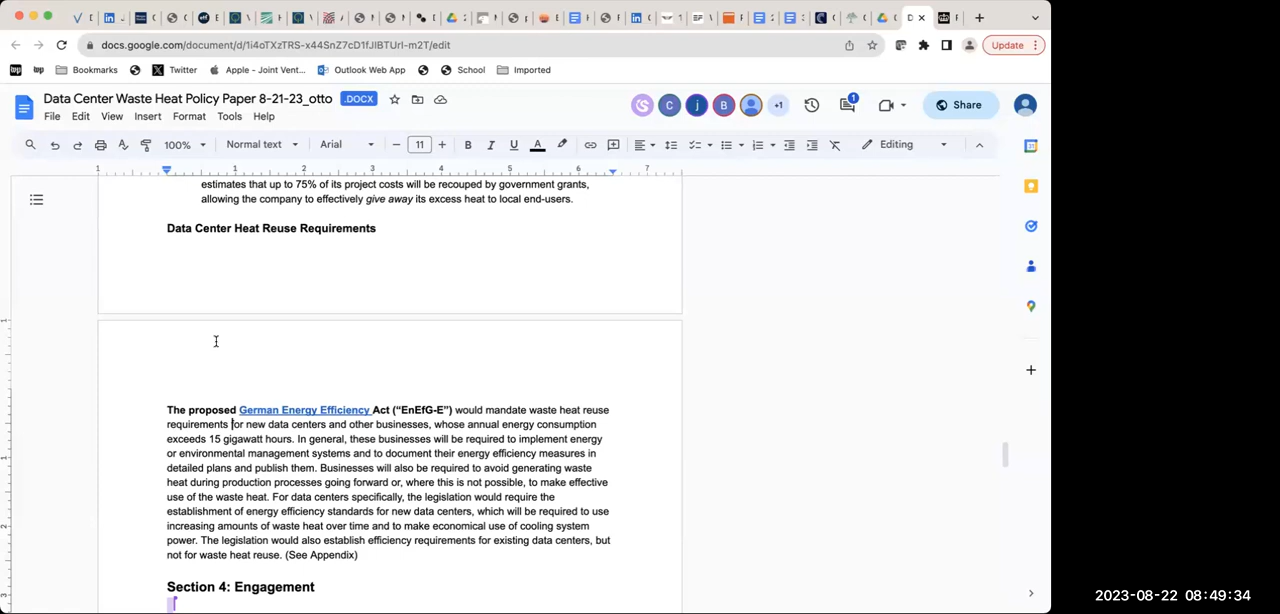 docs.google.com/document/d/1i4oTXzTRS-x44SnZ7cD1fJIBTUrI-m2T/edit
Update
Bookmarks
Twitter
Apple - Joint Vent...
Outlook Web App
School
Imported
Data Center Waste Heat Policy Paper 8-21-23_otto
.DOCX
File Edit View Insert Format Tools Help
C
j
B
+1
1
Share
100%
Normal text
Arial
11
Editing
1 1 2 3 4 5 6 7
estimates that up to 75% of its project costs will be recouped by government grants,
allowing the company to effectively give away its excess heat to local end-users.
Data Center Heat Reuse Requirements
The proposed German Energy Efficiency Act (“EnEfG-E”) would mandate waste heat reuse
requirements for new data centers and other businesses, whose annual energy consumption
exceeds 15 gigawatt hours. In general, these businesses will be required to implement energy
or environmental management systems and to document their energy efficiency measures in
detailed plans and publish them. Businesses will also be required to avoid generating waste
heat during production processes going forward or, where this is not possible, to make effective
use of the waste heat. For data centers specifically, the legislation would require the
establishment of energy efficiency standards for new data centers, which will be required to use
increasing amounts of waste heat over time and to make economical use of cooling system
power. The legislation would also establish efficiency requirements for existing data centers, but
not for waste heat reuse. (See Appendix)
Section 4: Engagement
2023-08-22 08:49:34